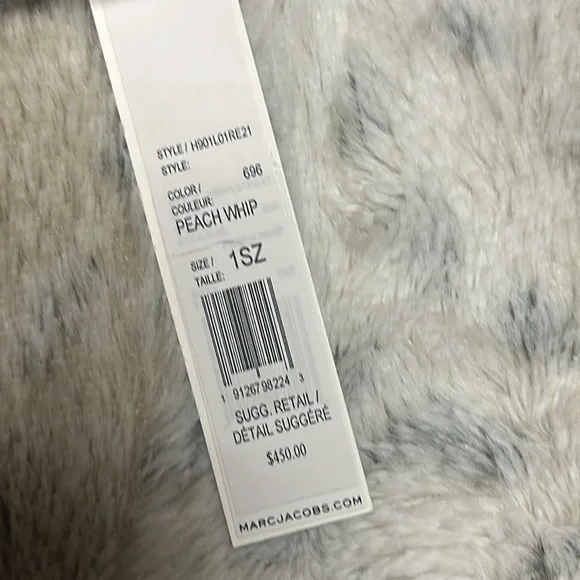 STYLE / H901L01RE21
STYLE:
COLOR / 696
COULEUR:
PEACH WHIP
SIZE / 1SZ
TAILLE:
1 91267 98224 3
SUGG. RETAIL /
DÉTAIL SUGGÉRÉ
$450.00
MARCJACOBS.COM